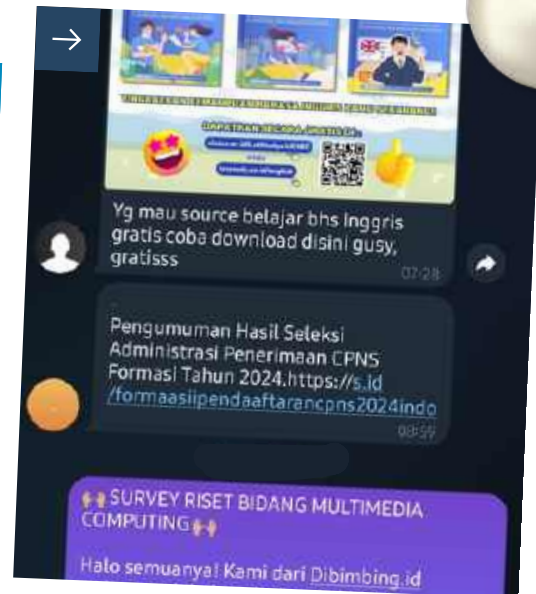 Yg mau source belajar bhs Inggris
gratis coba download disini gusy,
gratisss
07:28
Pengumuman Hasil Seleksi
Administrasi Penerimaan CPNS
Formasi Tahun 2024.https://s.id
/formaasiipendaaftarancpns2024indo
08:59
SURVEY RISET BIDANG MULTIMEDIA
COMPUTING
Halo semuanya! Kami dari Dibimbing.id